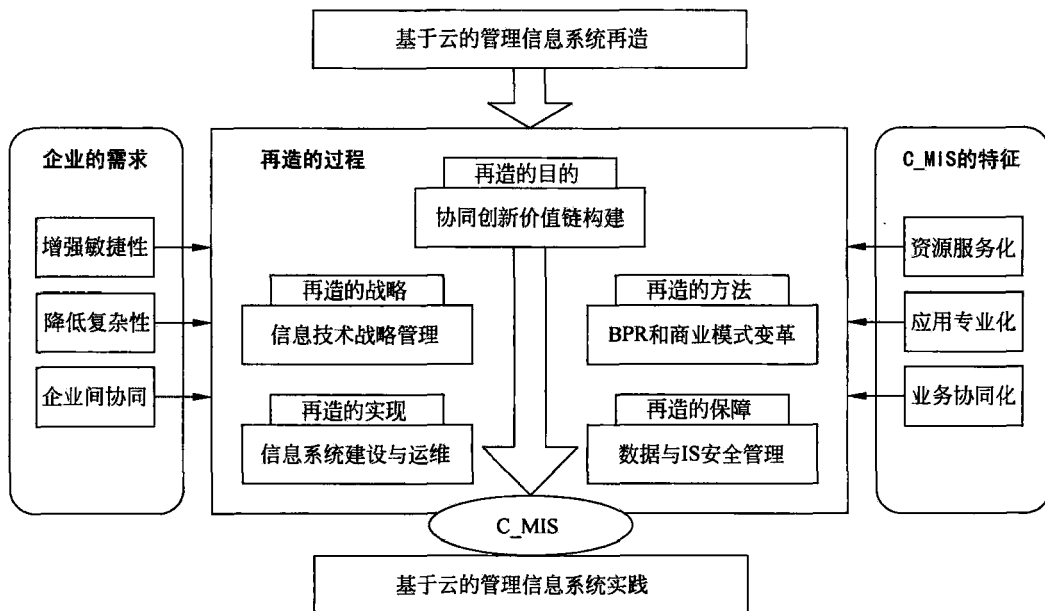 基于云的管理信息系统再造
企业的需求
增强敏捷性
降低复杂性
企业间协同
再造的过程
再造的目的
协同创新价值链构建
再造的战略
信息技术战略管理
再造的方法
BPR和商业模式变革
再造的实现
信息系统建设与运维
再造的保障
数据与IS安全管理
C_MIS的特征
资源服务化
应用专业化
业务协同化
C_MIS
基于云的管理信息系统实践